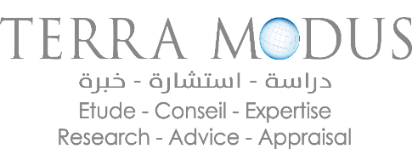 TERRA MODUS
دراسة - استشارة - خبرة
Etude - Conseil - Expertise
Research - Advice - Appraisal